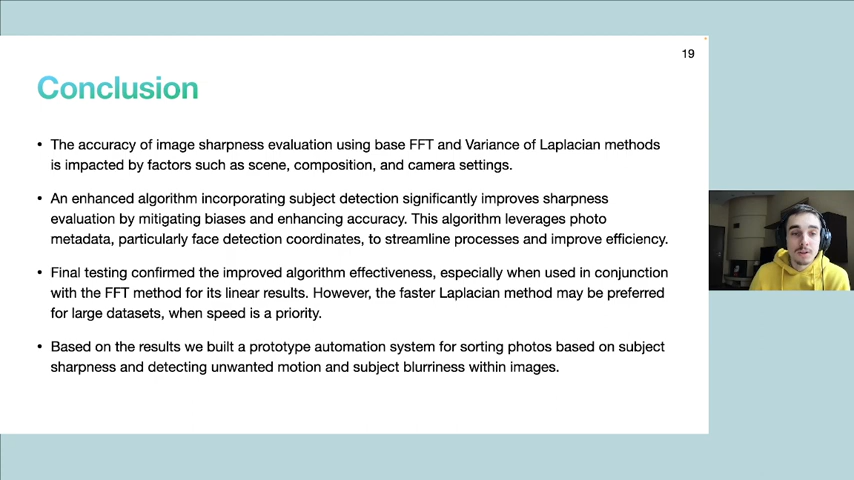 19
Conclusion
• The accuracy of image sharpness evaluation using base FFT and Variance of Laplacian methods
is impacted by factors such as scene, composition, and camera settings.
• An enhanced algorithm incorporating subject detection significantly improves sharpness
evaluation by mitigating biases and enhancing accuracy. This algorithm leverages photo
metadata, particularly face detection coordinates, to streamline processes and improve efficiency.
• Final testing confirmed the improved algorithm effectiveness, especially when used in conjunction
with the FFT method for its linear results. However, the faster Laplacian method may be preferred
for large datasets, when speed is a priority.
• Based on the results we built a prototype automation system for sorting photos based on subject
sharpness and detecting unwanted motion and subject blurriness within images.